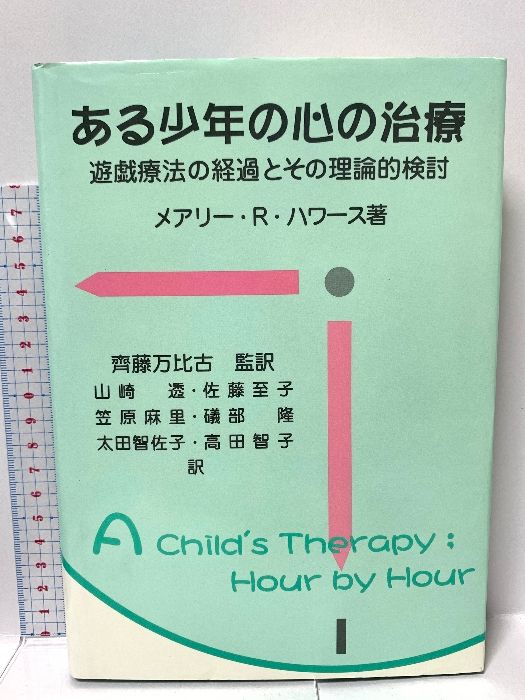 ある少年の心の治療
遊戯療法の経過とその理論的検討
メアリー・R・ハワース著
齊藤万比古 監訳
山崎 透・佐藤至子
笠原麻里・礒部 隆
太田智佐子・高田智子
訳
A Child's Therapy;
Hour by Hour